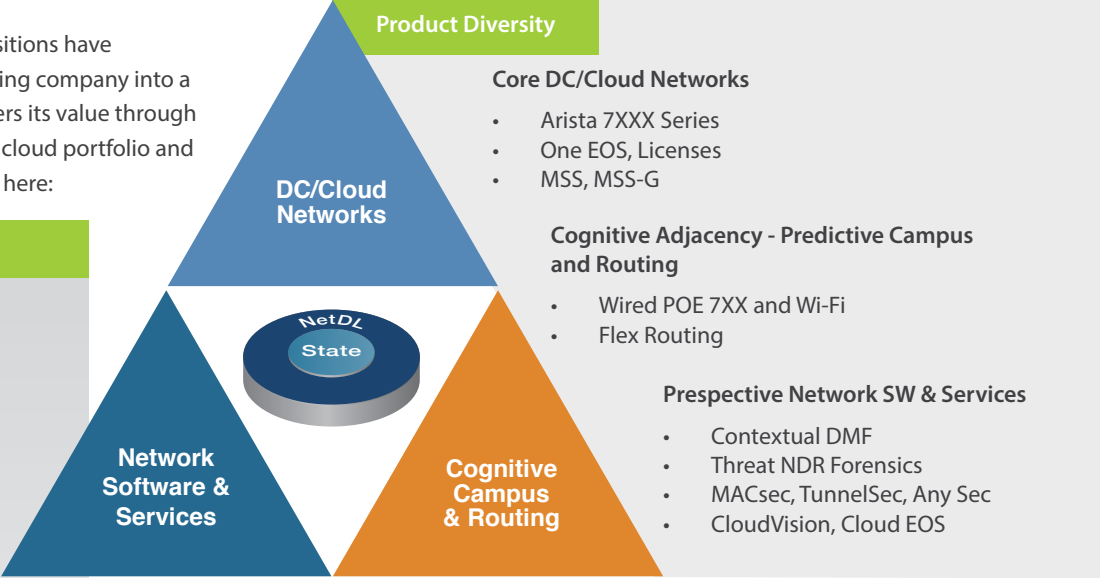 sitions have
ing company into a
ers its value through
cloud portfolio and
here:
Product Diversity
Core DC/Cloud Networks
• Arista 7XXX Series
• One EOS, Licenses
• MSS, MSS-G
Cognitive Adjacency - Predictive Campus
and Routing
• Wired POE 7XX and Wi-Fi
• Flex Routing
Prespective Network SW & Services
• Contextual DMF
• Threat NDR Forensics
• MACsec, TunnelSec, Any Sec
• CloudVision, Cloud EOS
DC/Cloud
Networks
NetDL
State
Network
Software &
Services
Cognitive
Campus
& Routing